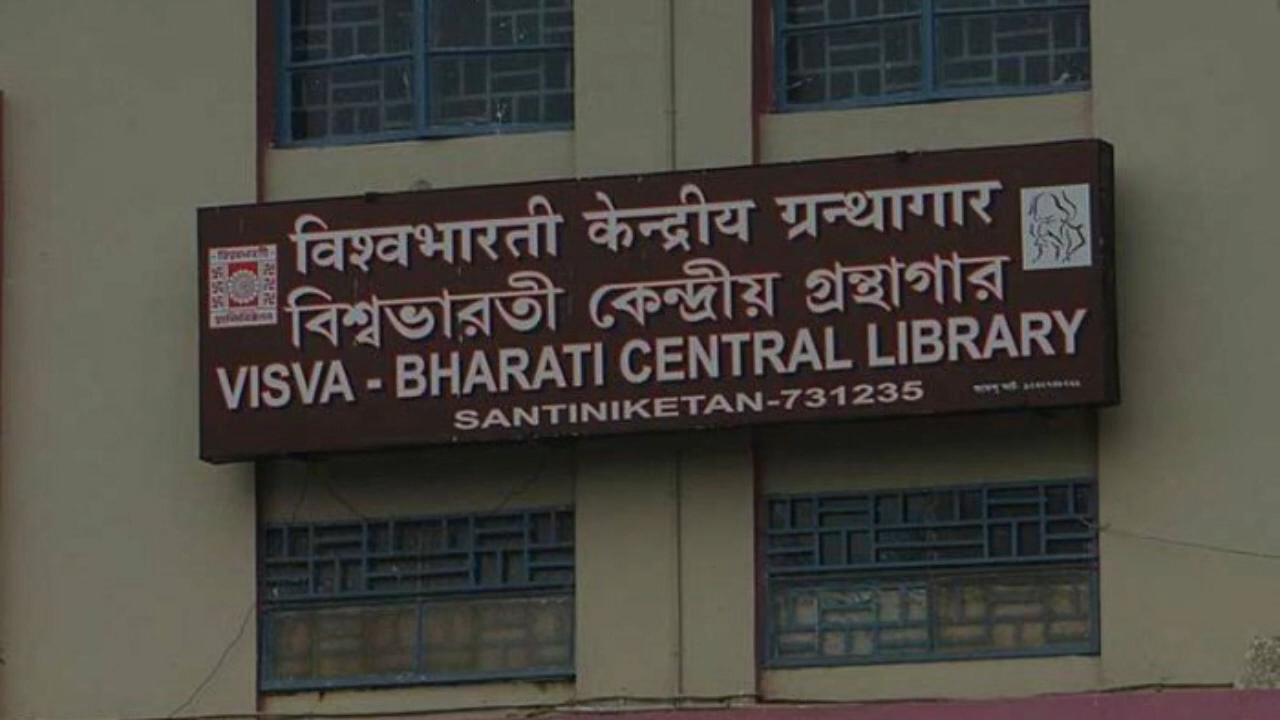 विश्वभारती केन्द्रीय ग्रन्थागार
বিশ্বভারতী কেন্দ্রীয় গ্রন্থাগার
VISVA - BHARATI CENTRAL LIBRARY
SANTINIKETAN-731235